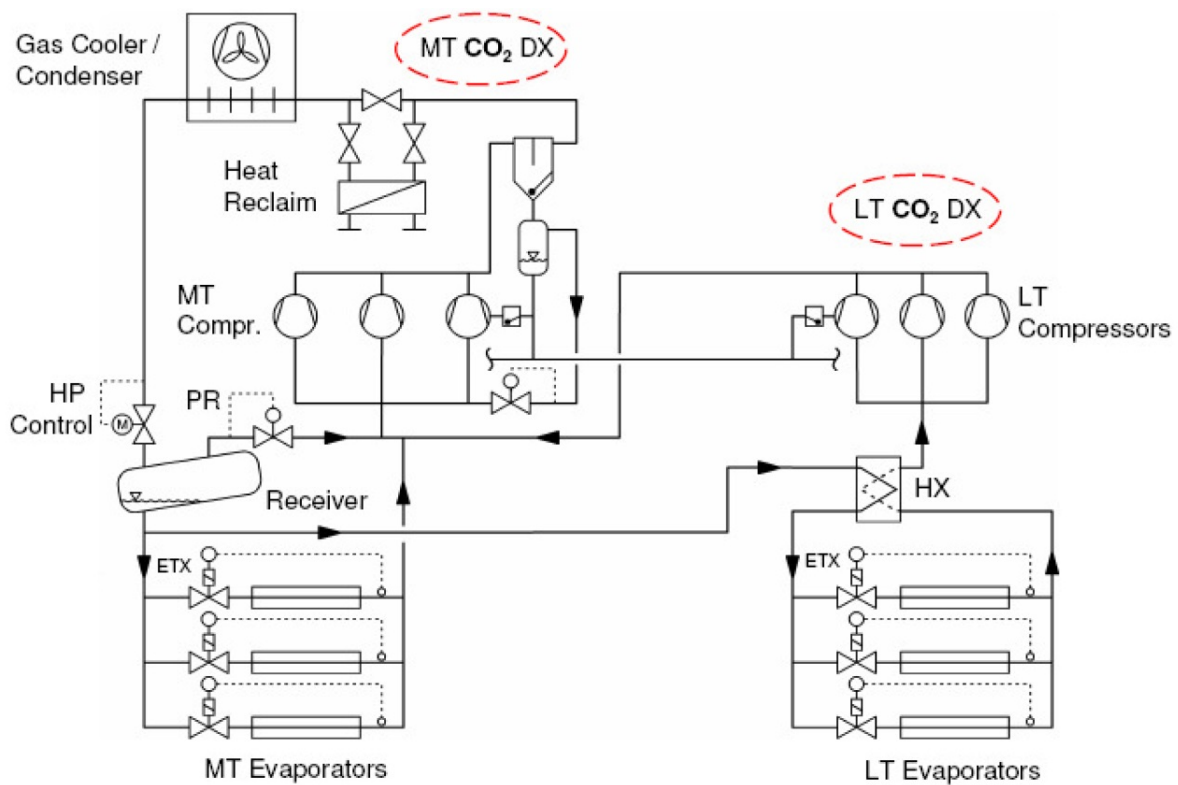 Gas Cooler /
Condenser
MT CO₂ DX
Heat
Reclaim
LT CO₂ DX
MT
Compr.
LT
Compressors
HP
Control
M
PR
Receiver
HX
ETX
ETX
MT Evaporators
LT Evaporators